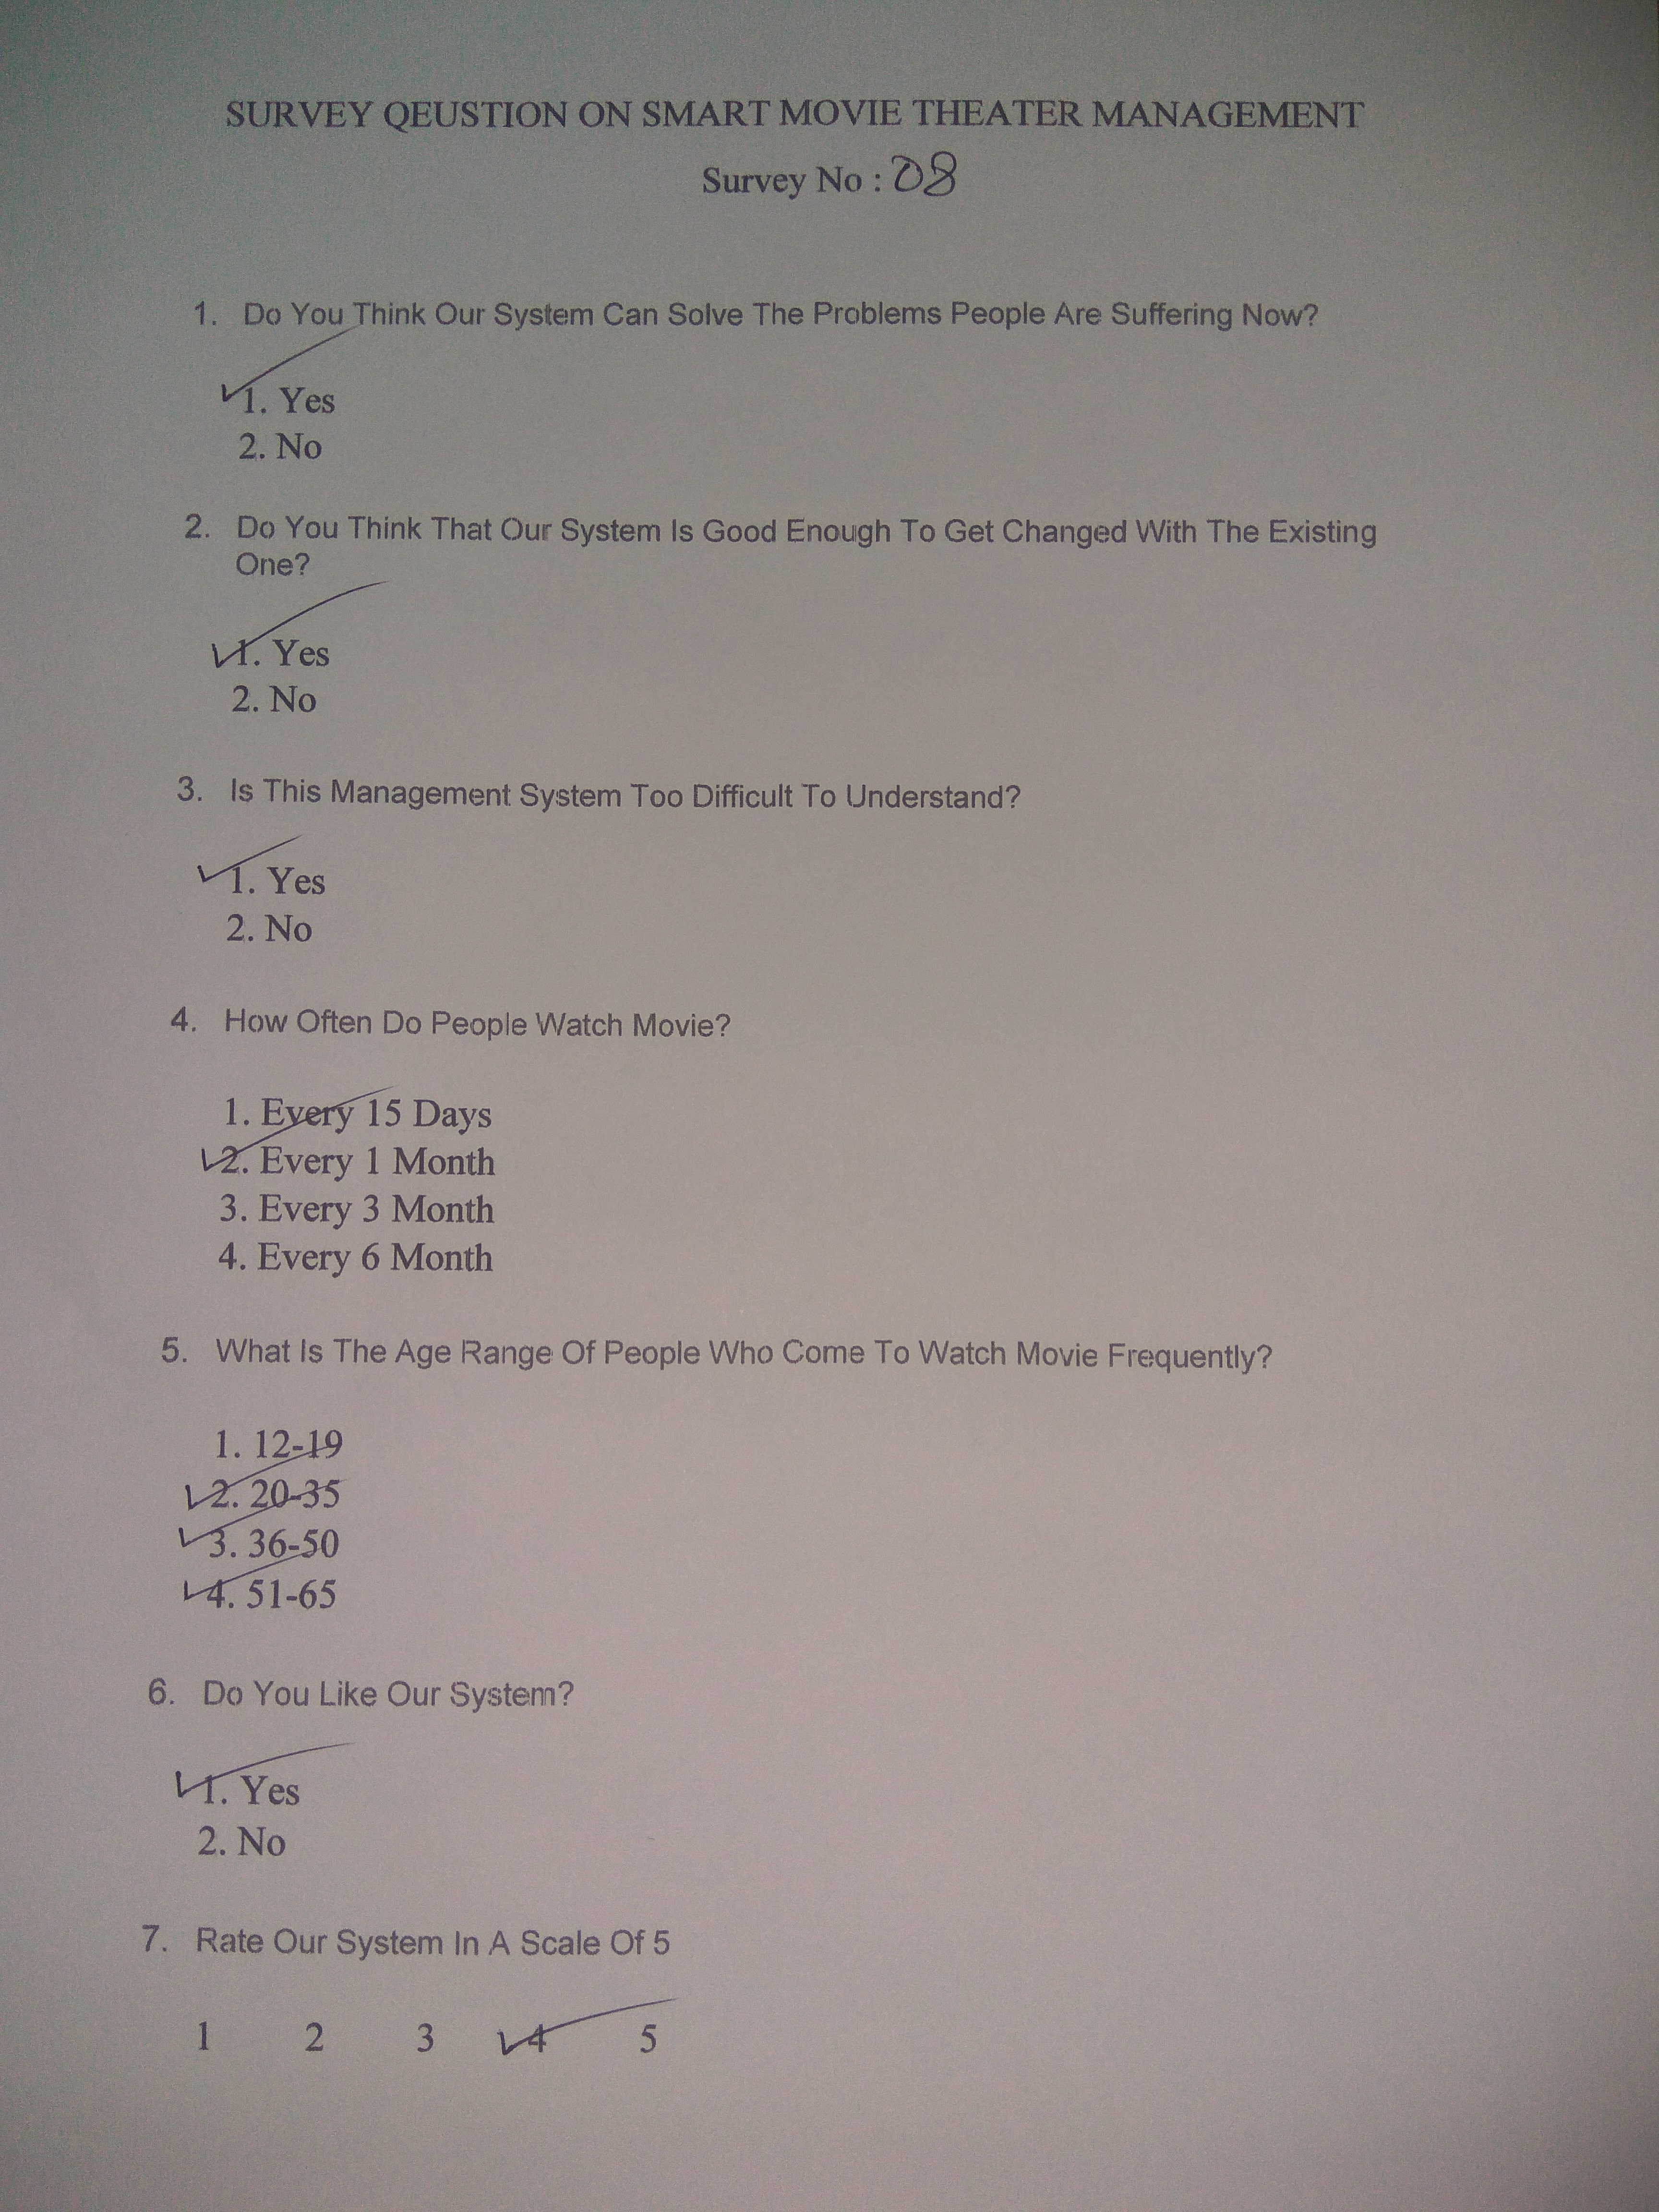 SURVEY QEUSTION ON SMART MOVIE THEATER MANAGEMENT
Survey No : 08
1. Do You Think Our System Can Solve The Problems People Are Suffering Now?
1. Yes
2. No
2. Do You Think That Our System Is Good Enough To Get Changed With The Existing
One?
1. Yes
2. No
3. Is This Management System Too Difficult To Understand?
1. Yes
2. No
4. How Often Do People Watch Movie?
1. Every 15 Days
2. Every 1 Month
3. Every 3 Month
4. Every 6 Month
5. What Is The Age Range Of People Who Come To Watch Movie Frequently?
1. 12-19
2. 20-35
3. 36-50
4. 51-65
6. Do You Like Our System?
1. Yes
2. No
7. Rate Our System In A Scale Of 5
1 2 3 4 5